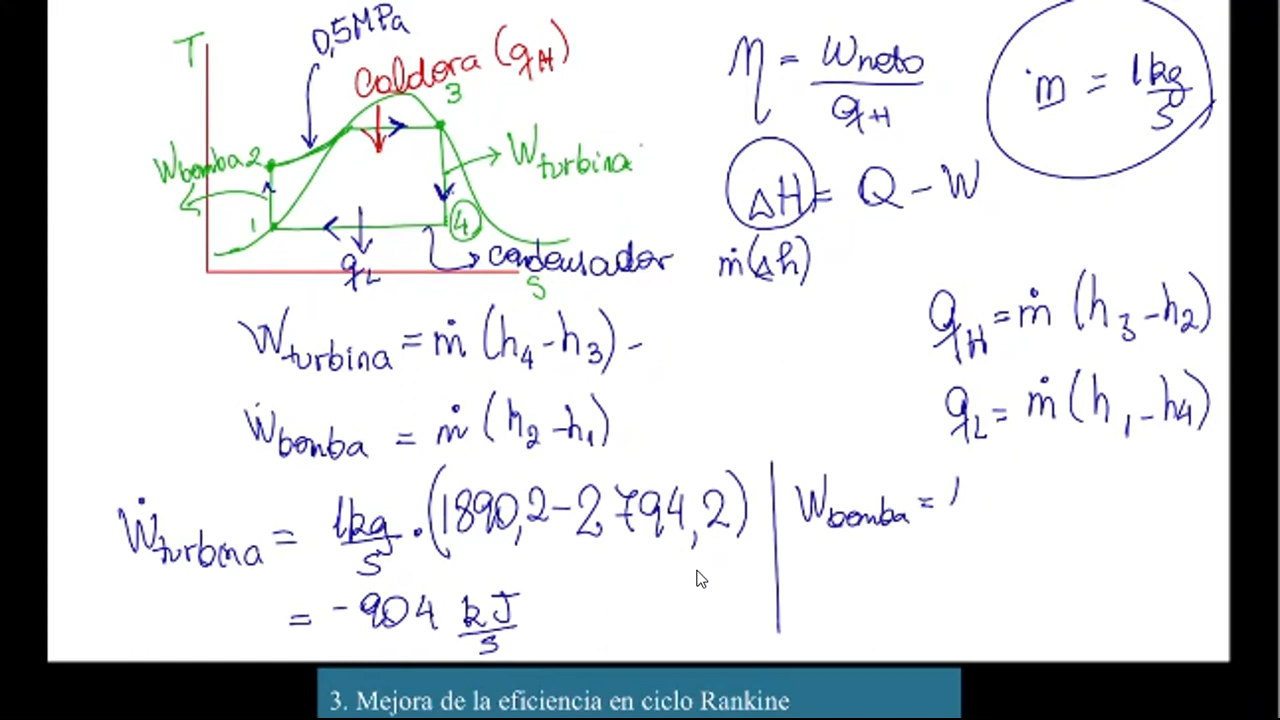 T
0,5MPa
Caldera (qH)
3
Wbomba 2
Wturbina
1
4
qL
condensador
S
η = Wneto / qH
ṁ = 1kg/s
ΔH = Q - W
ṁ(Δh)
Wturbina = ṁ (h4 - h3) -
Ẇbomba = ṁ (h2 - h1)
qH = ṁ (h3 - h2)
qL = ṁ (h1 - h4)
Ẇturbina = 1kg/s · (1890,2 - 2794,2)
= -904 kJ/s
Wbomba =
3. Mejora de la eficiencia en ciclo Rankine